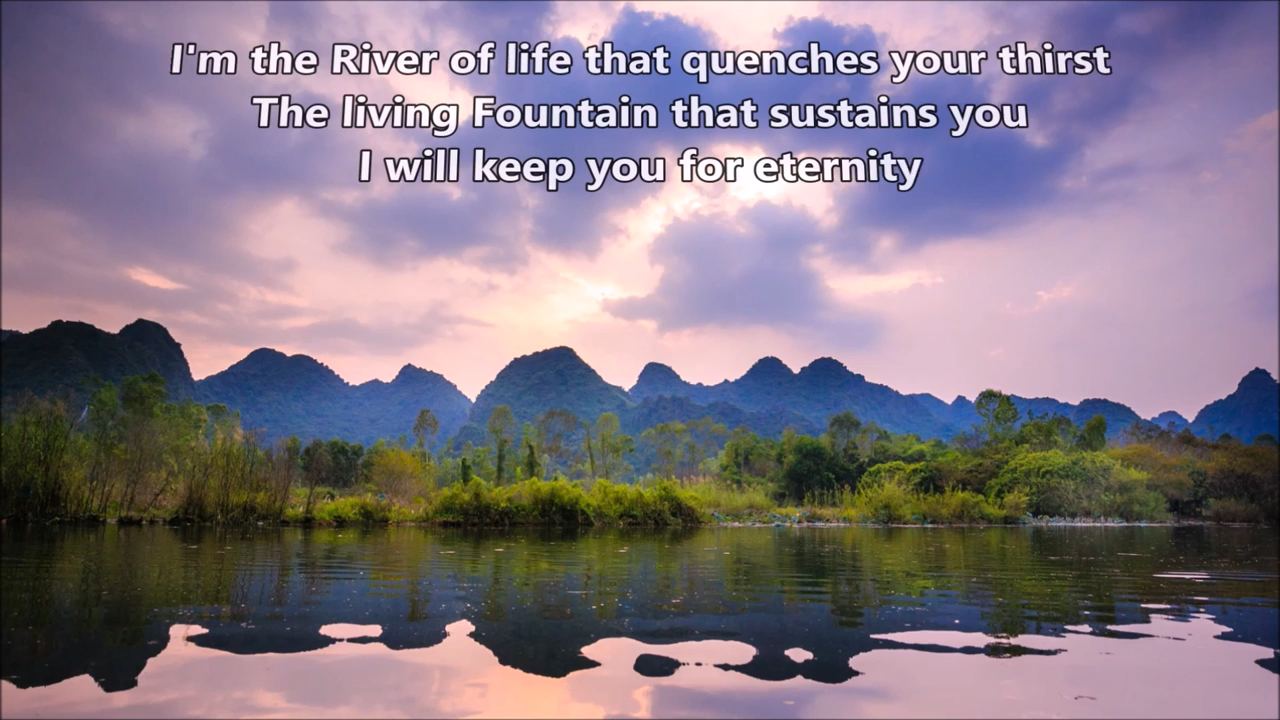 I'm the River of life that quenches your thirst
The living Fountain that sustains you
I will keep you for eternity